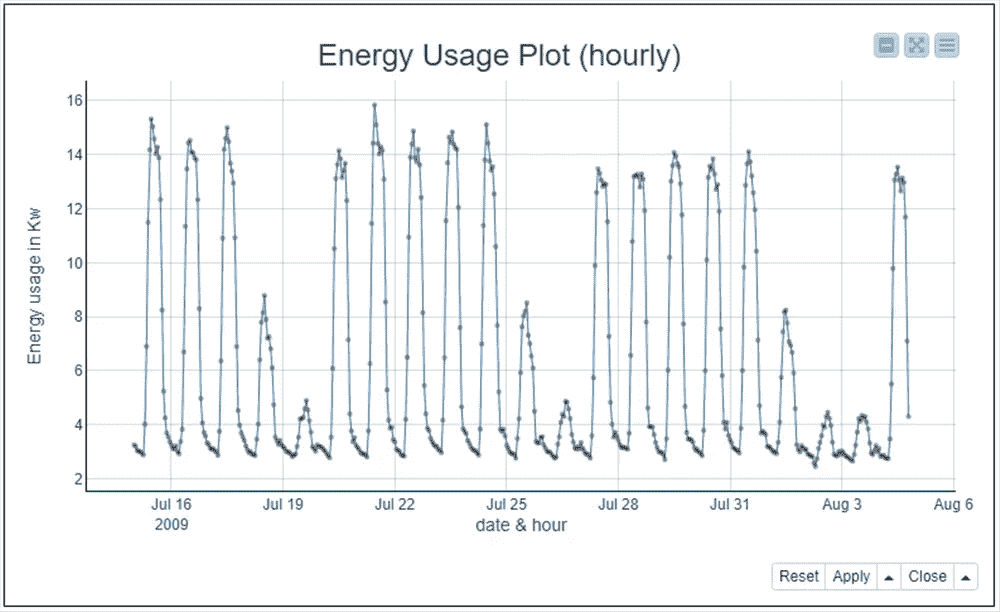 Energy Usage Plot (hourly)
16
14
12
10
8
6
4
2
Energy usage in Kw
Jul 16 Jul 19 Jul 22 Jul 25 Jul 28 Jul 31 Aug 3 Aug 6
2009
date & hour
Reset Apply Close